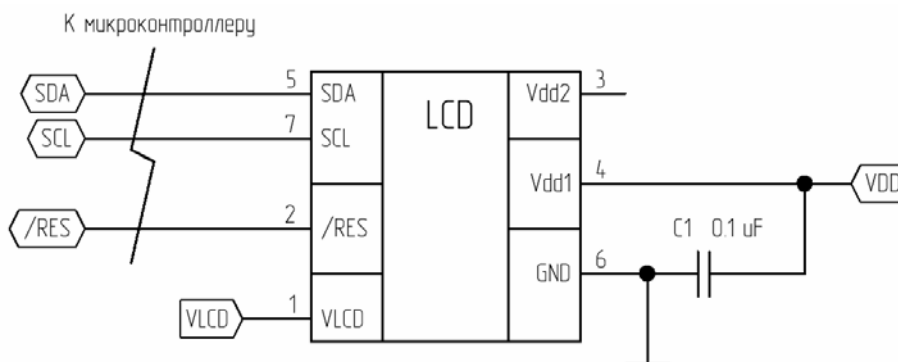 К микроконтроллеру
SDA 5 SDA LCD Vdd2 3
SCL 7 SCL
Vdd1 4 VDD
/RES 2 /RES C1 0.1 uF
GND 6
VLCD 1 VLCD